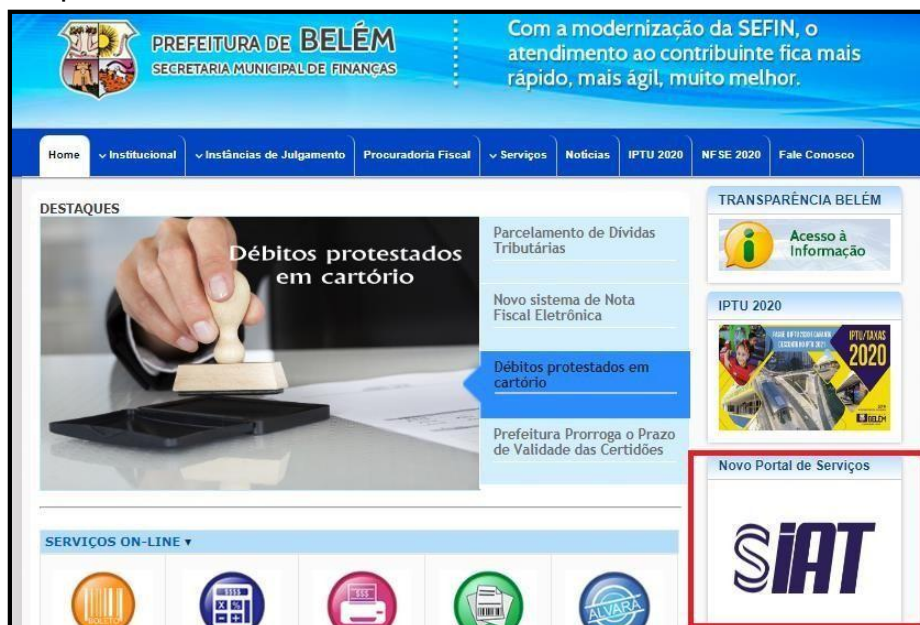 PREFEITURA DE BELÉM
SECRETARIA MUNICIPAL DE FINANÇAS
Com a modernização da SEFIN, o
atendimento ao contribuinte fica mais
rápido, mais ágil, muito melhor.
Home
Institucional
Instâncias de Julgamento
Procuradoria Fiscal
Serviços
Notícias
IPTU 2020
NFSE 2020
Fale Conosco
DESTAQUES
Débitos protestados
em cartório
Parcelamento de Dívidas
Tributárias
Novo sistema de Nota
Fiscal Eletrônica
Débitos protestados em
cartório
Prefeitura Prorroga o Prazo
de Validade das Certidões
TRANSPARÊNCIA BELÉM
Acesso à
Informação
IPTU 2020
IPTU/TAXAS
2020
BELÉM
Novo Portal de Serviços
SIAT
SERVIÇOS ON-LINE ▼
BOLETO
ALVARÁ